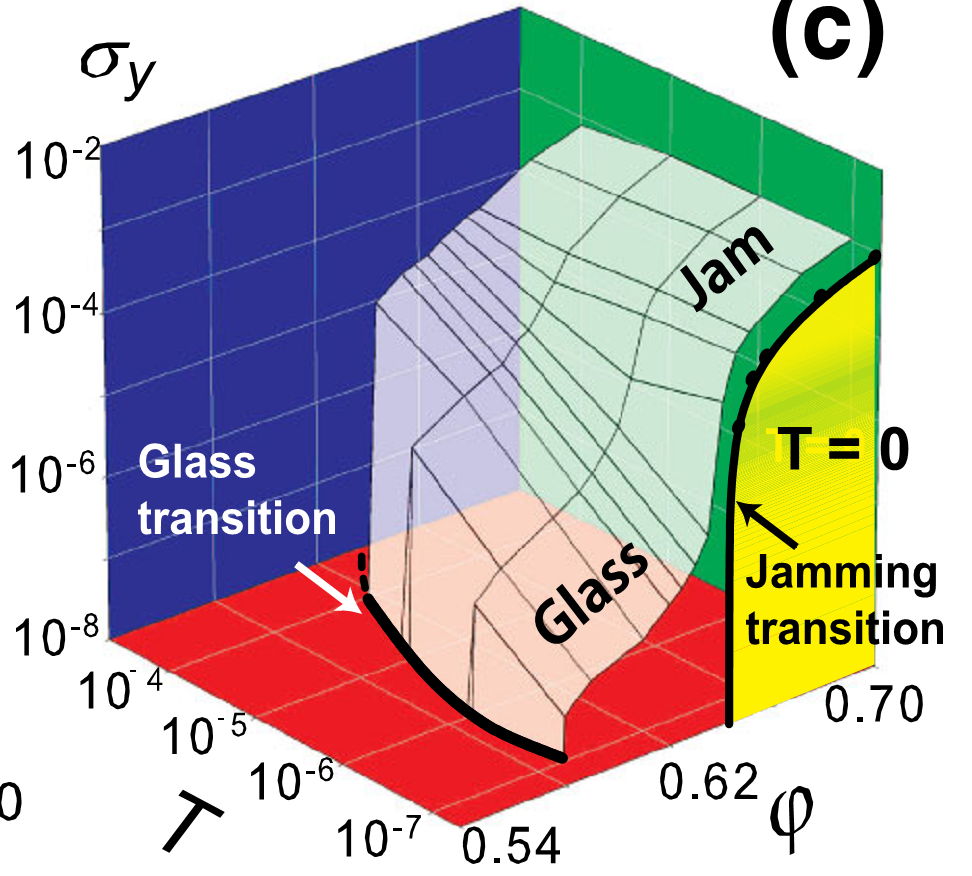 (c)
σy
10-2
10-4
10-6
10-8
Jam
T = 0
Glass
transition
Glass
Jamming
transition
10-4
10-5
10-6
10-7
T
0
0.54
0.62
0.70
φ